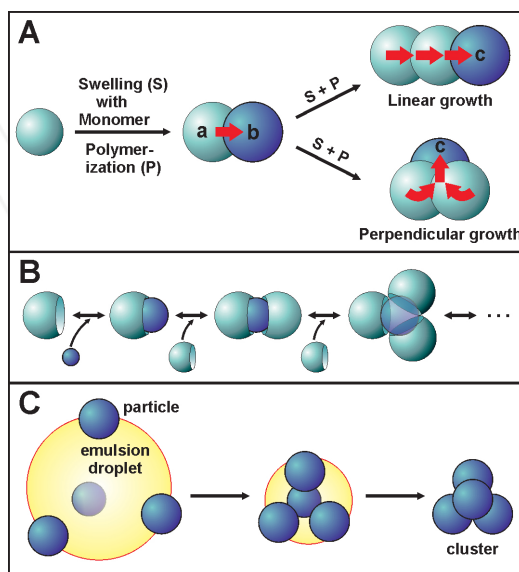 A
Swelling (S)
with
Monomer
Polymer-
ization (P)
a
b
S + P
S + P
c
Linear growth
c
Perpendicular growth
B
...
C
particle
emulsion
droplet
cluster